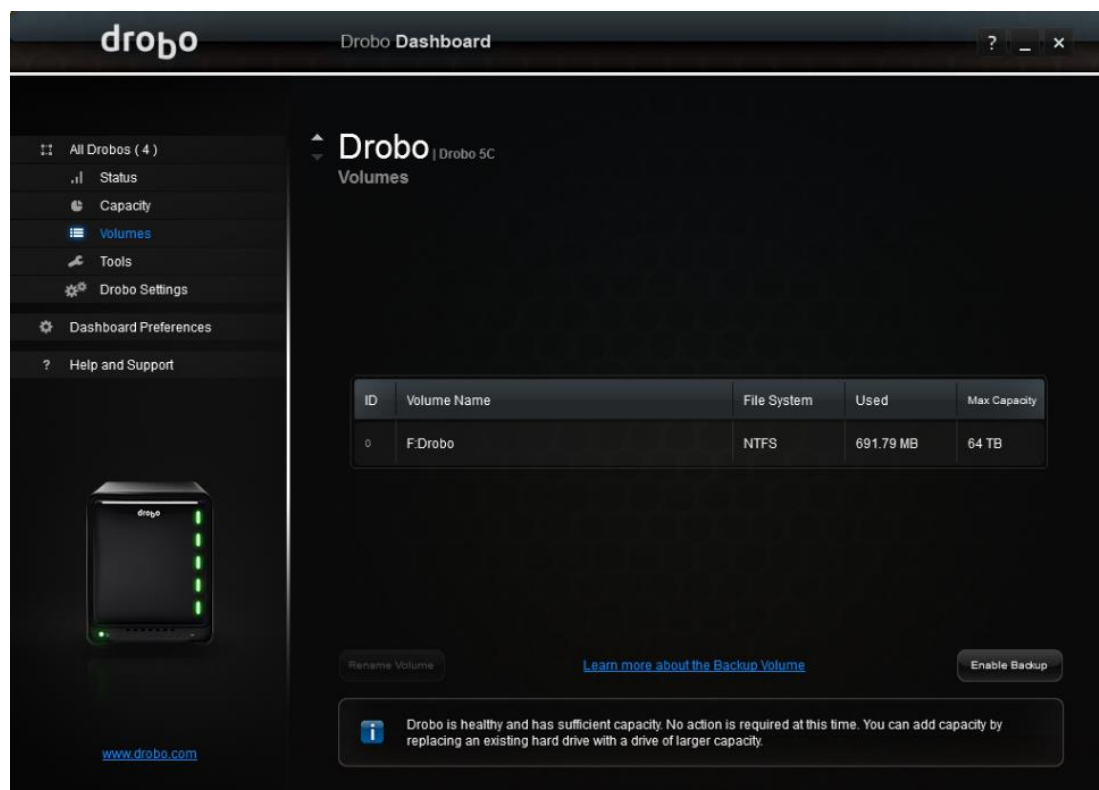 drobo
Drobo Dashboard
? _ ×
All Drobos ( 4 )
Status
Capacity
Volumes
Tools
Drobo Settings
Dashboard Preferences
? Help and Support
drobo
www.drobo.com
Drobo | Drobo 5C
Volumes
ID Volume Name File System Used Max Capacity
0 F:Drobo NTFS 691.79 MB 64 TB
Rename Volume
Learn more about the Backup Volume
Enable Backup
i
Drobo is healthy and has sufficient capacity. No action is required at this time. You can add capacity by
replacing an existing hard drive with a drive of larger capacity.